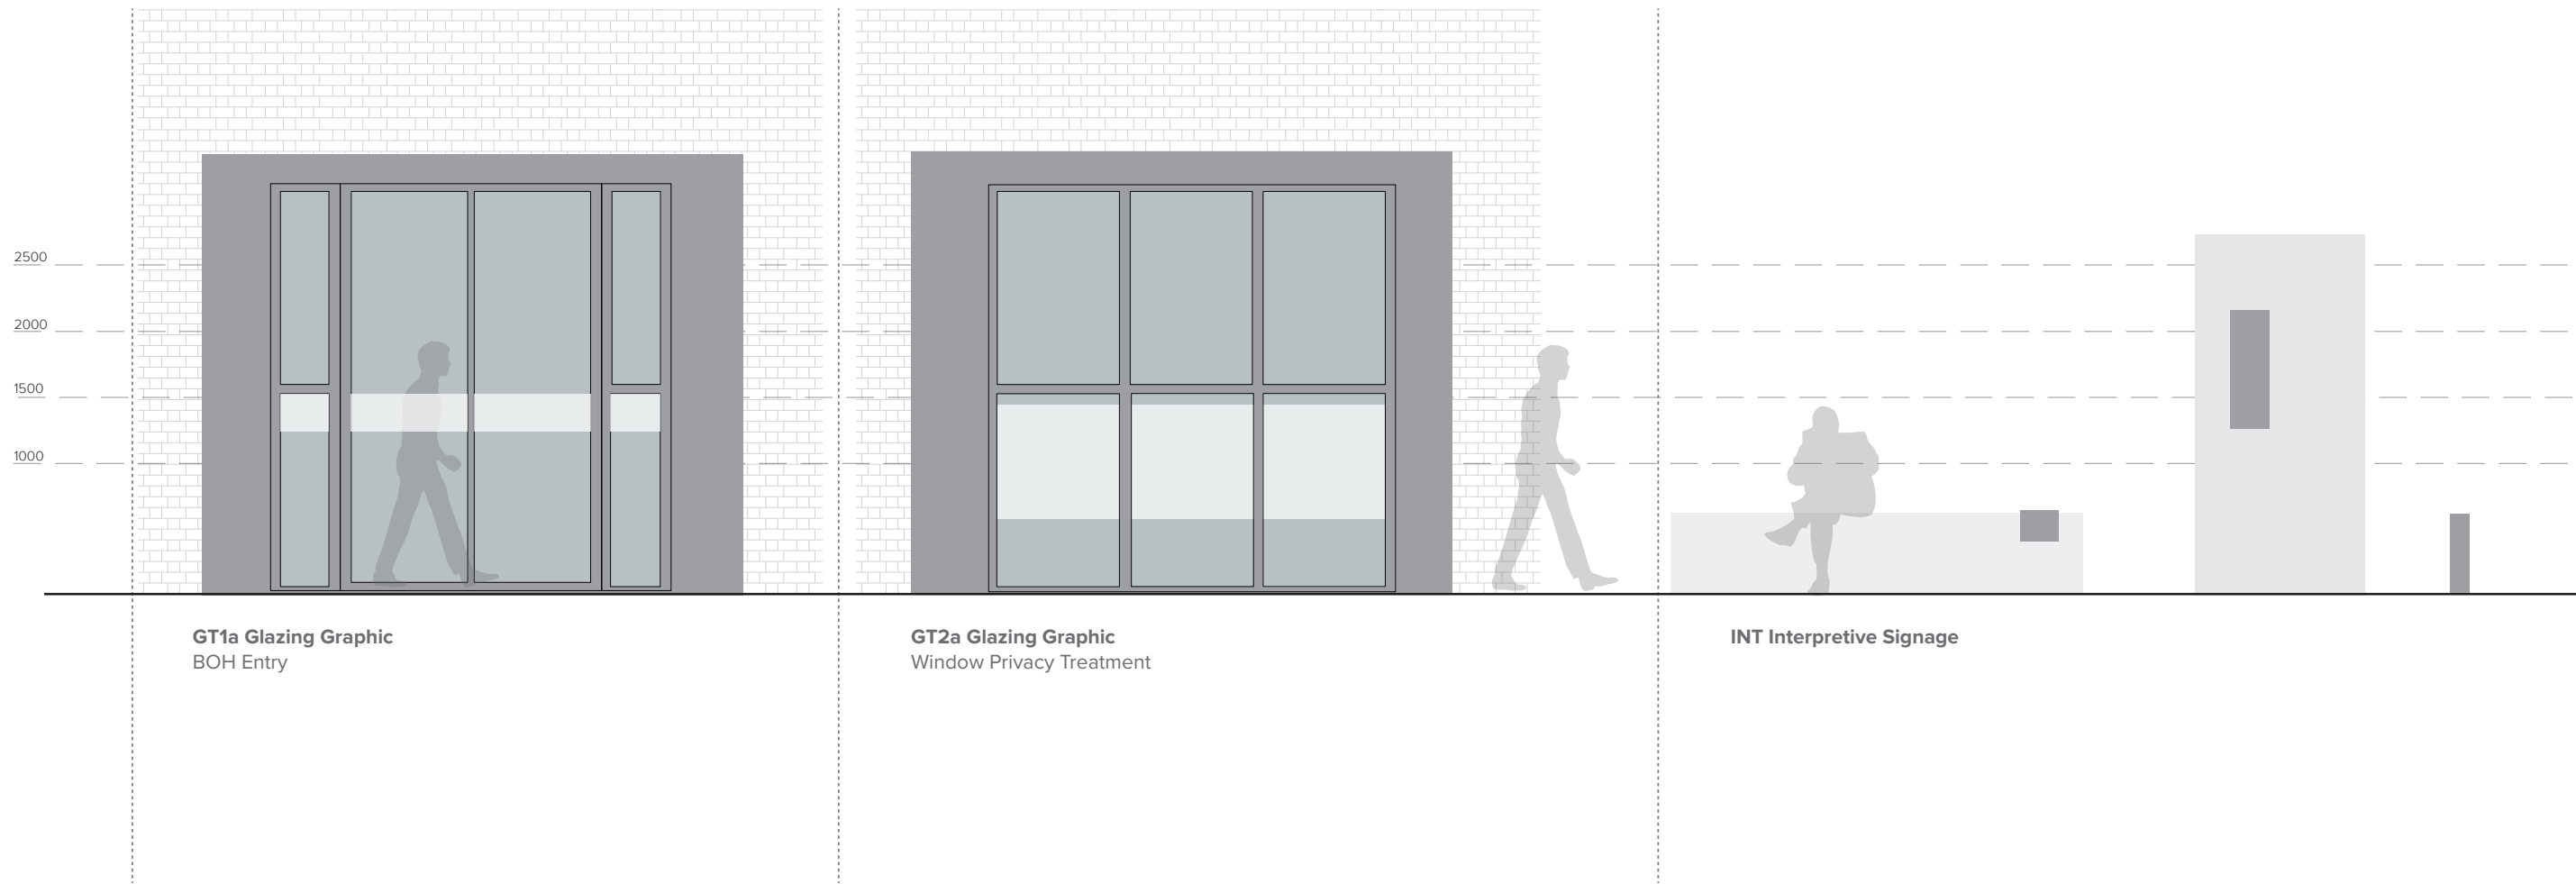 2500
2000
1500
1000
GT1a Glazing Graphic
BOH Entry
GT2a Glazing Graphic
Window Privacy Treatment
INT Interpretive Signage